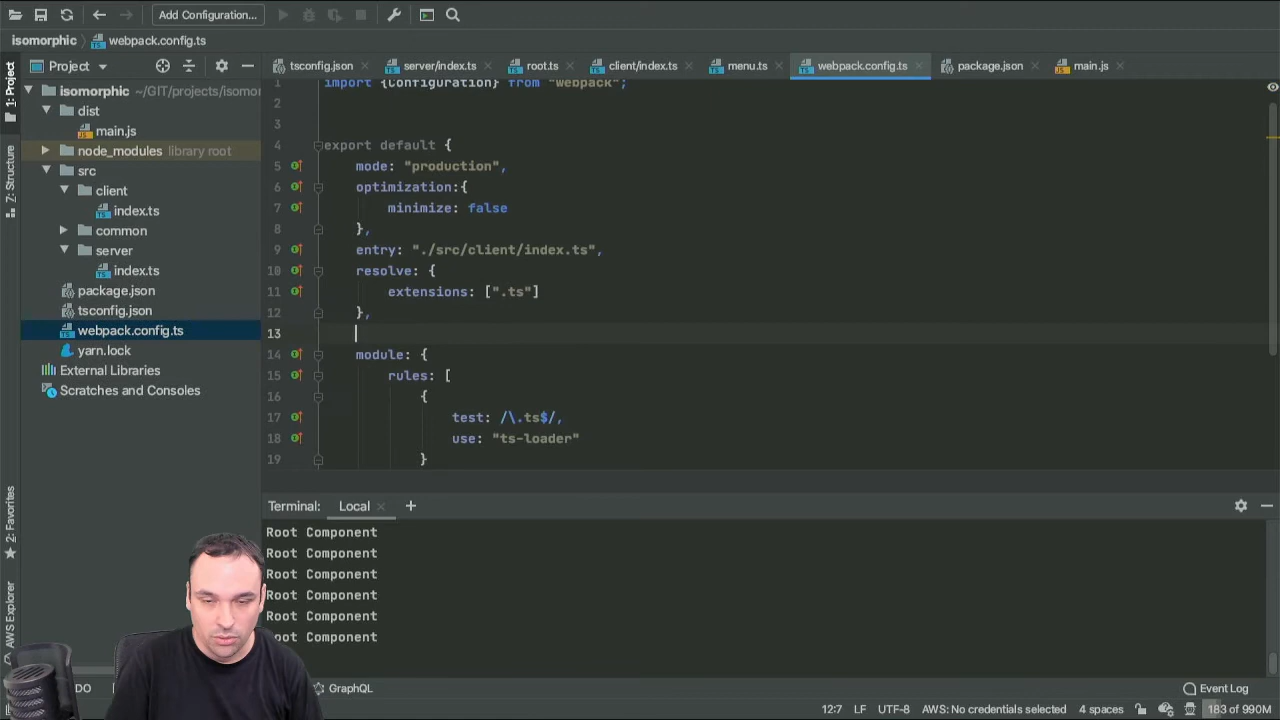 Add Configuration...
isomorphic
webpack.config.ts
1: Project
Z: Structure
2: Favorites
AWS Explorer
Project
isomorphic ~/GIT/projects/isomor
dist
main.js
node_modules library root
src
client
index.ts
common
server
index.ts
package.json
tsconfig.json
webpack.config.ts
yarn.lock
External Libraries
Scratches and Consoles
tsconfig.json
server/index.ts
root.ts
client/index.ts
menu.ts
webpack.config.ts
package.json
main.js
1 import {Configuration} from "webpack";
2
3
4 export default {
5 mode: "production",
6 optimization:{
7 minimize: false
8 },
9 entry: "./src/client/index.ts",
10 resolve: {
11 extensions: [".ts"]
12 },
13
14 module: {
15 rules: [
16 {
17 test: /\.ts$/,
18 use: "ts-loader"
19 }
Terminal: Local
Root Component
Root Component
Root Component
Root Component
Root Component
Root Component
GraphQL
Event Log
12:7 LF UTF-8 AWS: No credentials selected 4 spaces 183 of 990M